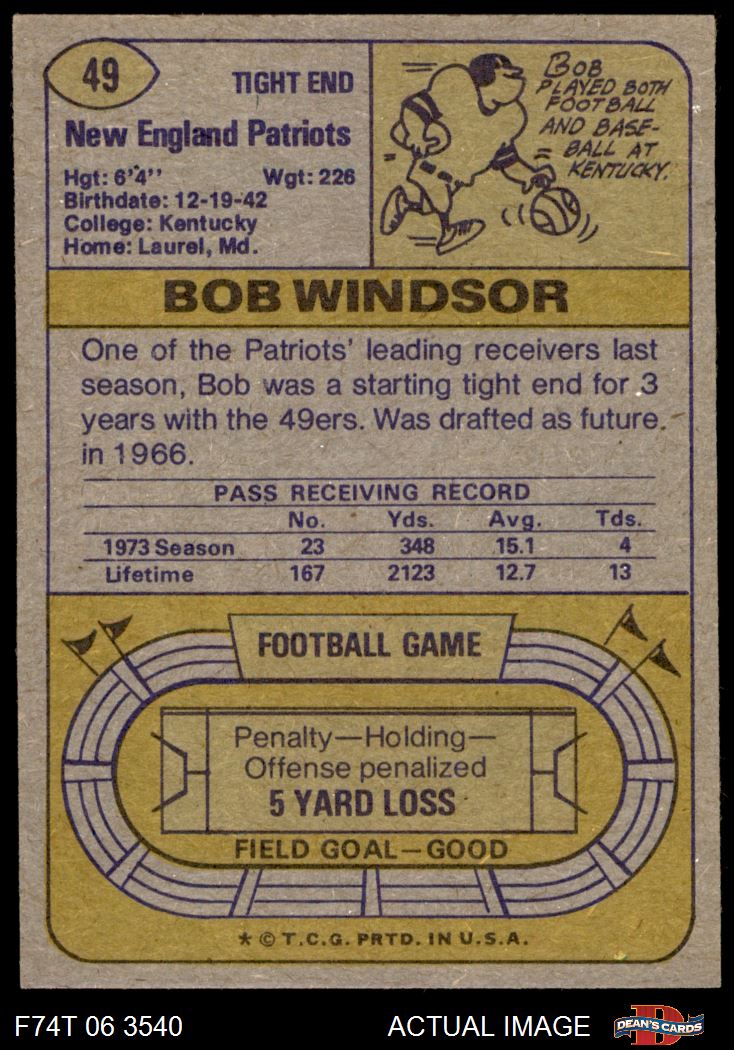 49
TIGHT END
New England Patriots
Hgt: 6'4'' Wgt: 226
Birthdate: 12-19-42
College: Kentucky
Home: Laurel, Md.
BOB
PLAYED BOTH
FOOTBALL
AND BASE-
BALL AT
KENTUCKY.
BOB WINDSOR
One of the Patriots' leading receivers last
season, Bob was a starting tight end for 3
years with the 49ers. Was drafted as future.
in 1966.
PASS RECEIVING RECORD
No. Yds. Avg. Tds.
1973 Season 23 348 15.1 4
Lifetime 167 2123 12.7 13
FOOTBALL GAME
Penalty—Holding—
Offense penalized
5 YARD LOSS
FIELD GOAL—GOOD
* © T.C.G. PRTD. IN U.S.A.
F74T 06 3540 ACTUAL IMAGE
D
DEAN'S CARDS